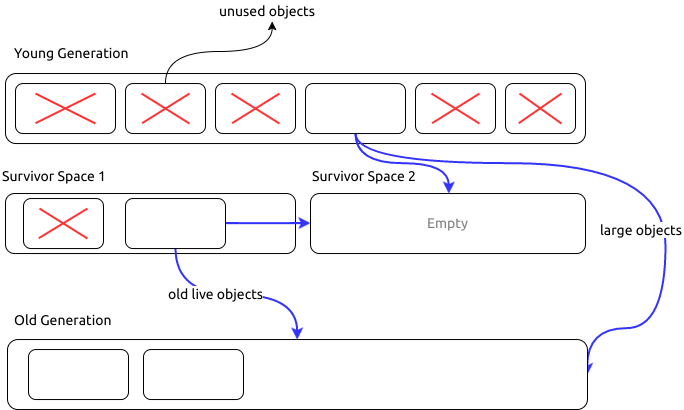 unused objects
Young Generation
Survivor Space 1
Survivor Space 2
Empty
large objects
old live objects
Old Generation